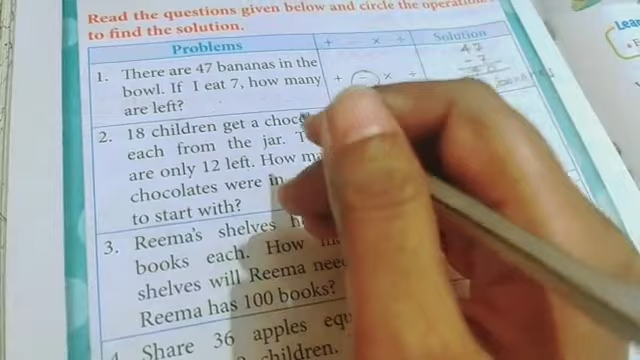 Read the questions given below and circle the operation
to find the solution.
Problems + - × ÷ Solution
1. There are 47 bananas in the
bowl. If I eat 7, how many
are left?
+ - × ÷
47
- 7
2. 18 children get a choc
each from the jar. T
are only 12 left. How m
chocolates were in
to start with?
3. Reema's shelves h
books each. How
shelves will Reema need
Reema has 100 books?
4. Share 36 apples equ
children.
Lear